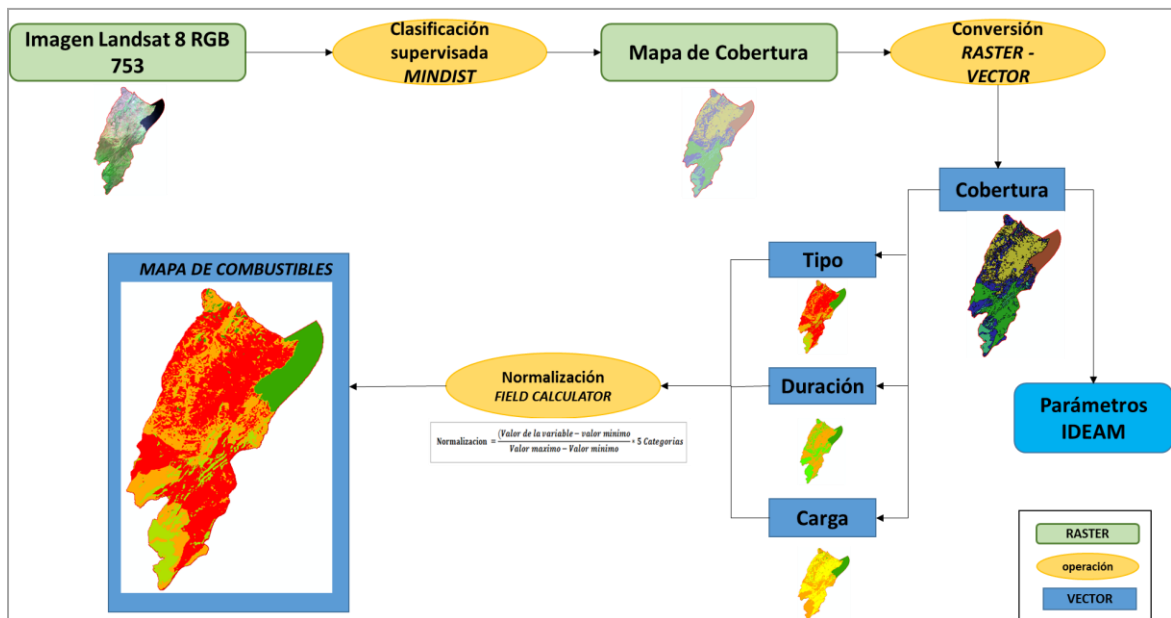 Imagen Landsat 8 RGB
753
Clasificación
supervisada
MINDIST
Mapa de Cobertura
Conversión
RASTER -
VECTOR
Cobertura
Parámetros
IDEAM
Tipo
Duración
Carga
Normalización
FIELD CALCULATOR
Normalizacion = (Valor de la variable − valor minimo
Valor maximo − Valor minimo
* 5 Categorias
MAPA DE COMBUSTIBLES
RASTER
operación
VECTOR